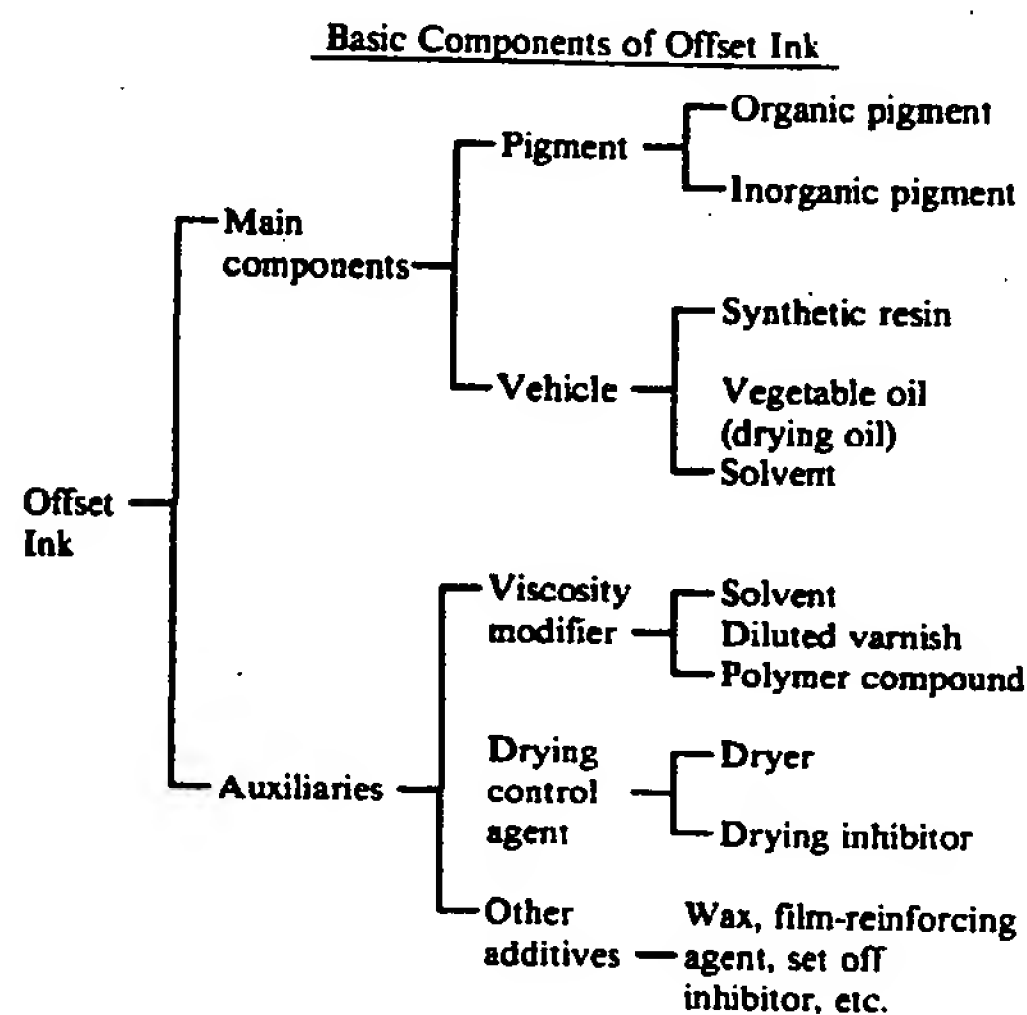 Basic Components of Offset Ink
Organic pigment
Pigment
Inorganic pigment
Main
components
Synthetic resin
Vehicle
Vegetable oil
(drying oil)
Solvent
Offset
Ink
Viscosity
modifier
Solvent
Diluted varnish
Polymer compound
Drying
control
agent
Dryer
Drying inhibitor
Auxiliaries
Other
additives
Wax, film-reinforcing
agent, set off
inhibitor, etc.